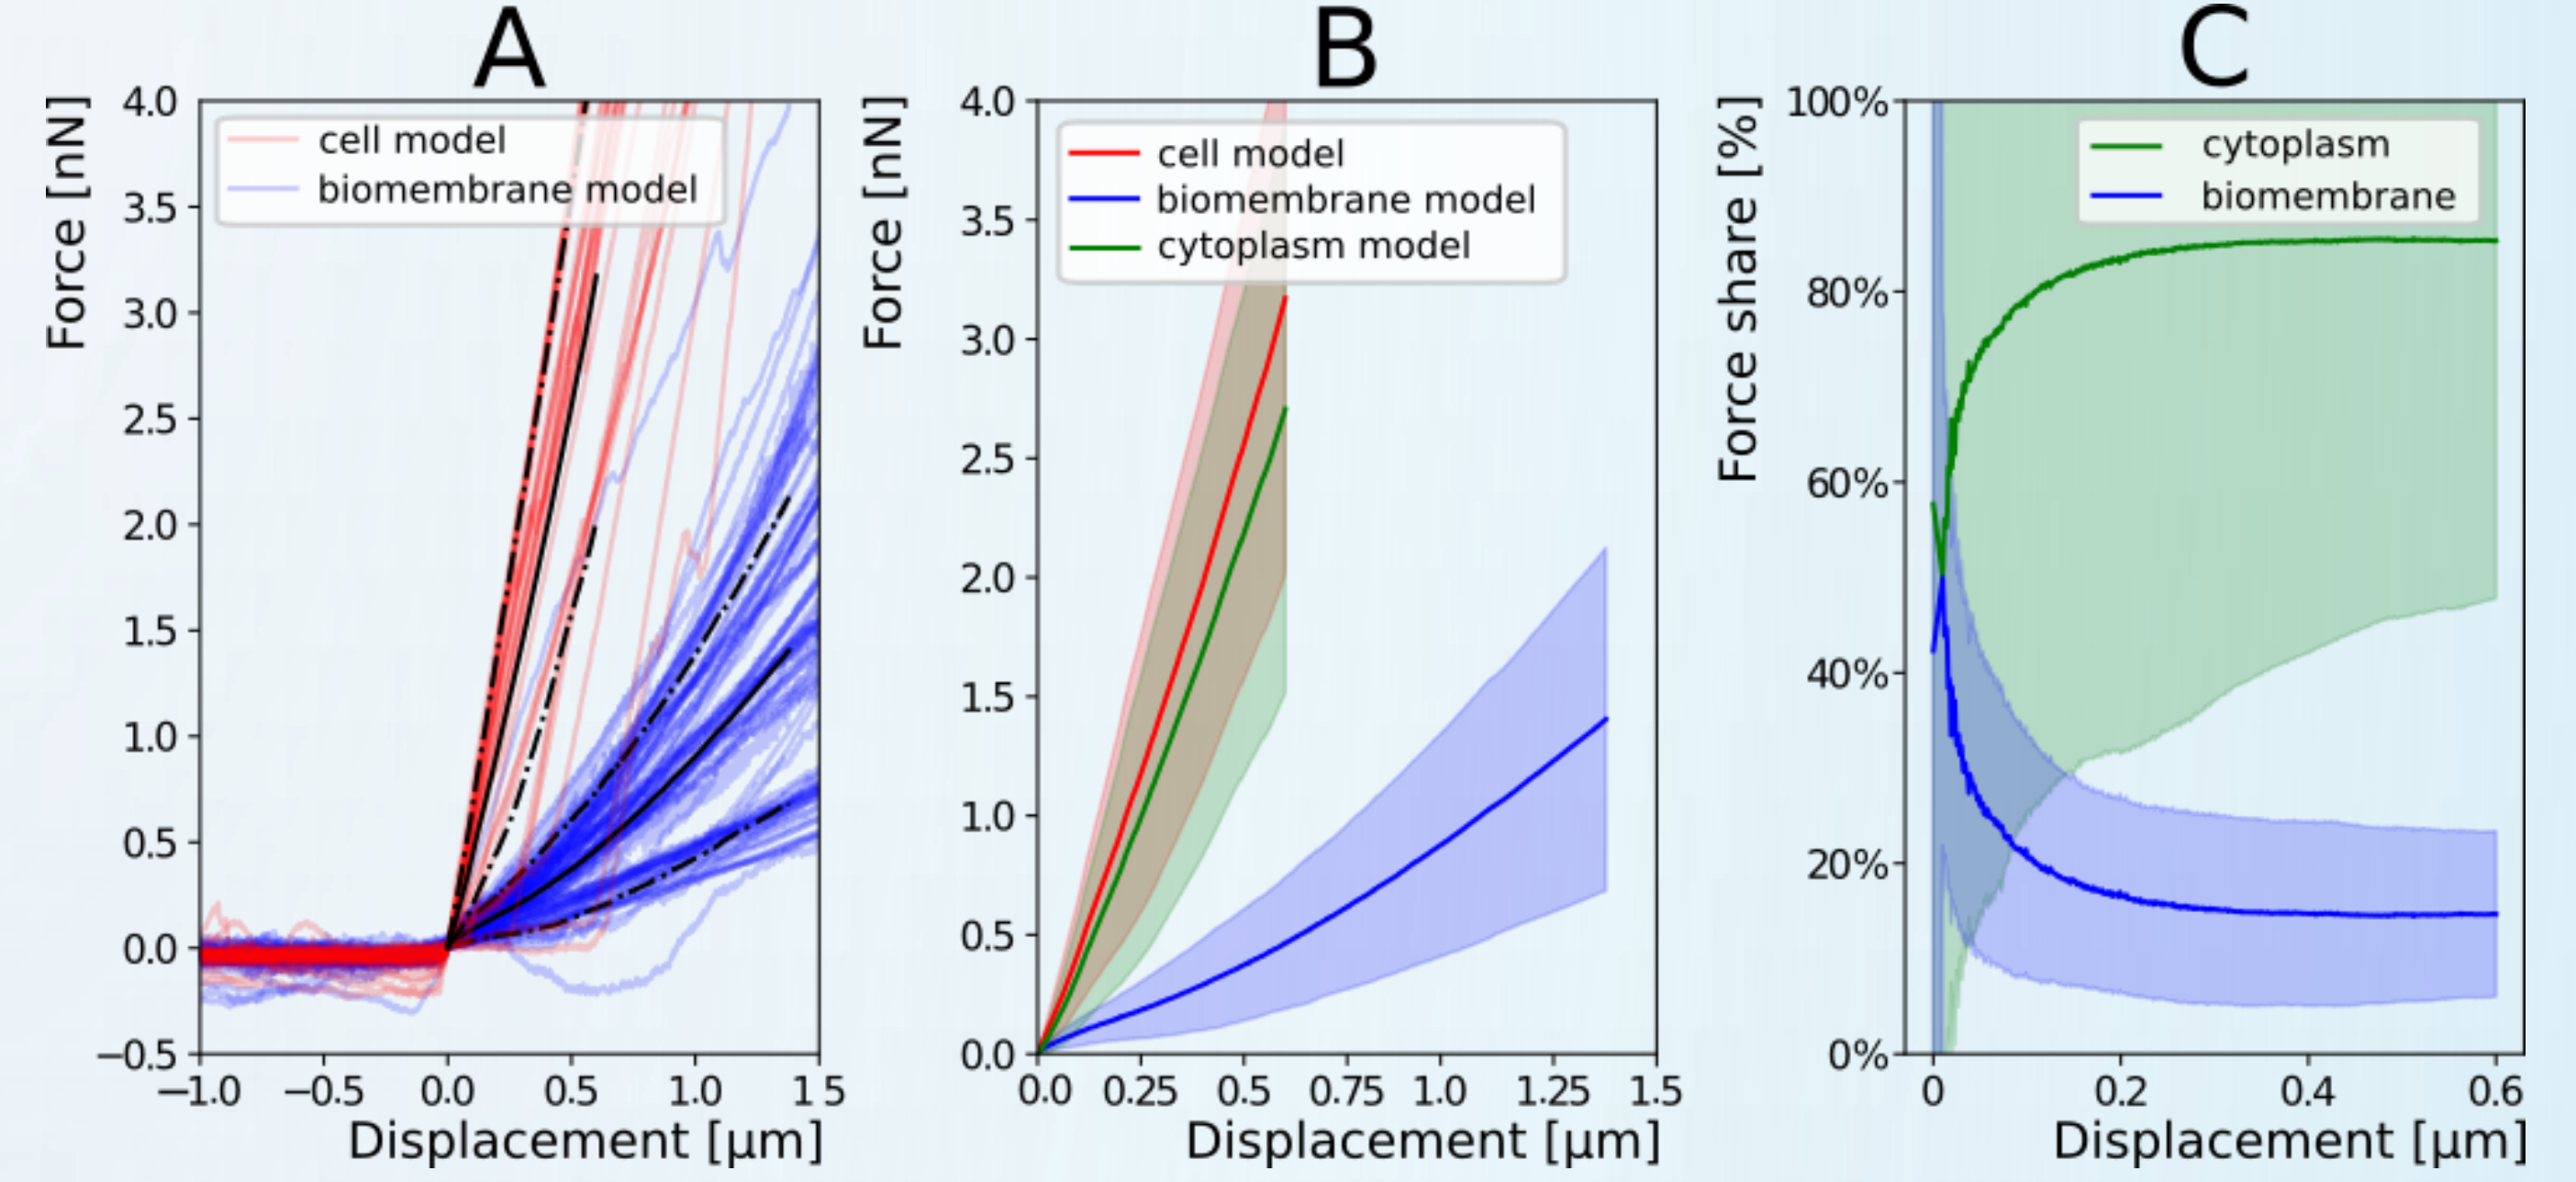 A
Force [nN]
4.0
3.5
3.0
2.5
2.0
1.5
1.0
0.5
0.0
−0.5
cell model
biomembrane model
−1.0 −0.5 0.0 0.5 1.0 1 5
Displacement [µm]
B
Force [nN]
4.0
3.5
3.0
2.5
2.0
1.5
1.0
0.5
0.0
cell model
biomembrane model
cytoplasm model
0.0 0.25 0.5 0.75 1.0 1.25 1.5
Displacement [µm]
C
Force share [%]
100%
80%
60%
40%
20%
0%
cytoplasm
biomembrane
0 0.2 0.4 0.6
Displacement [µm]